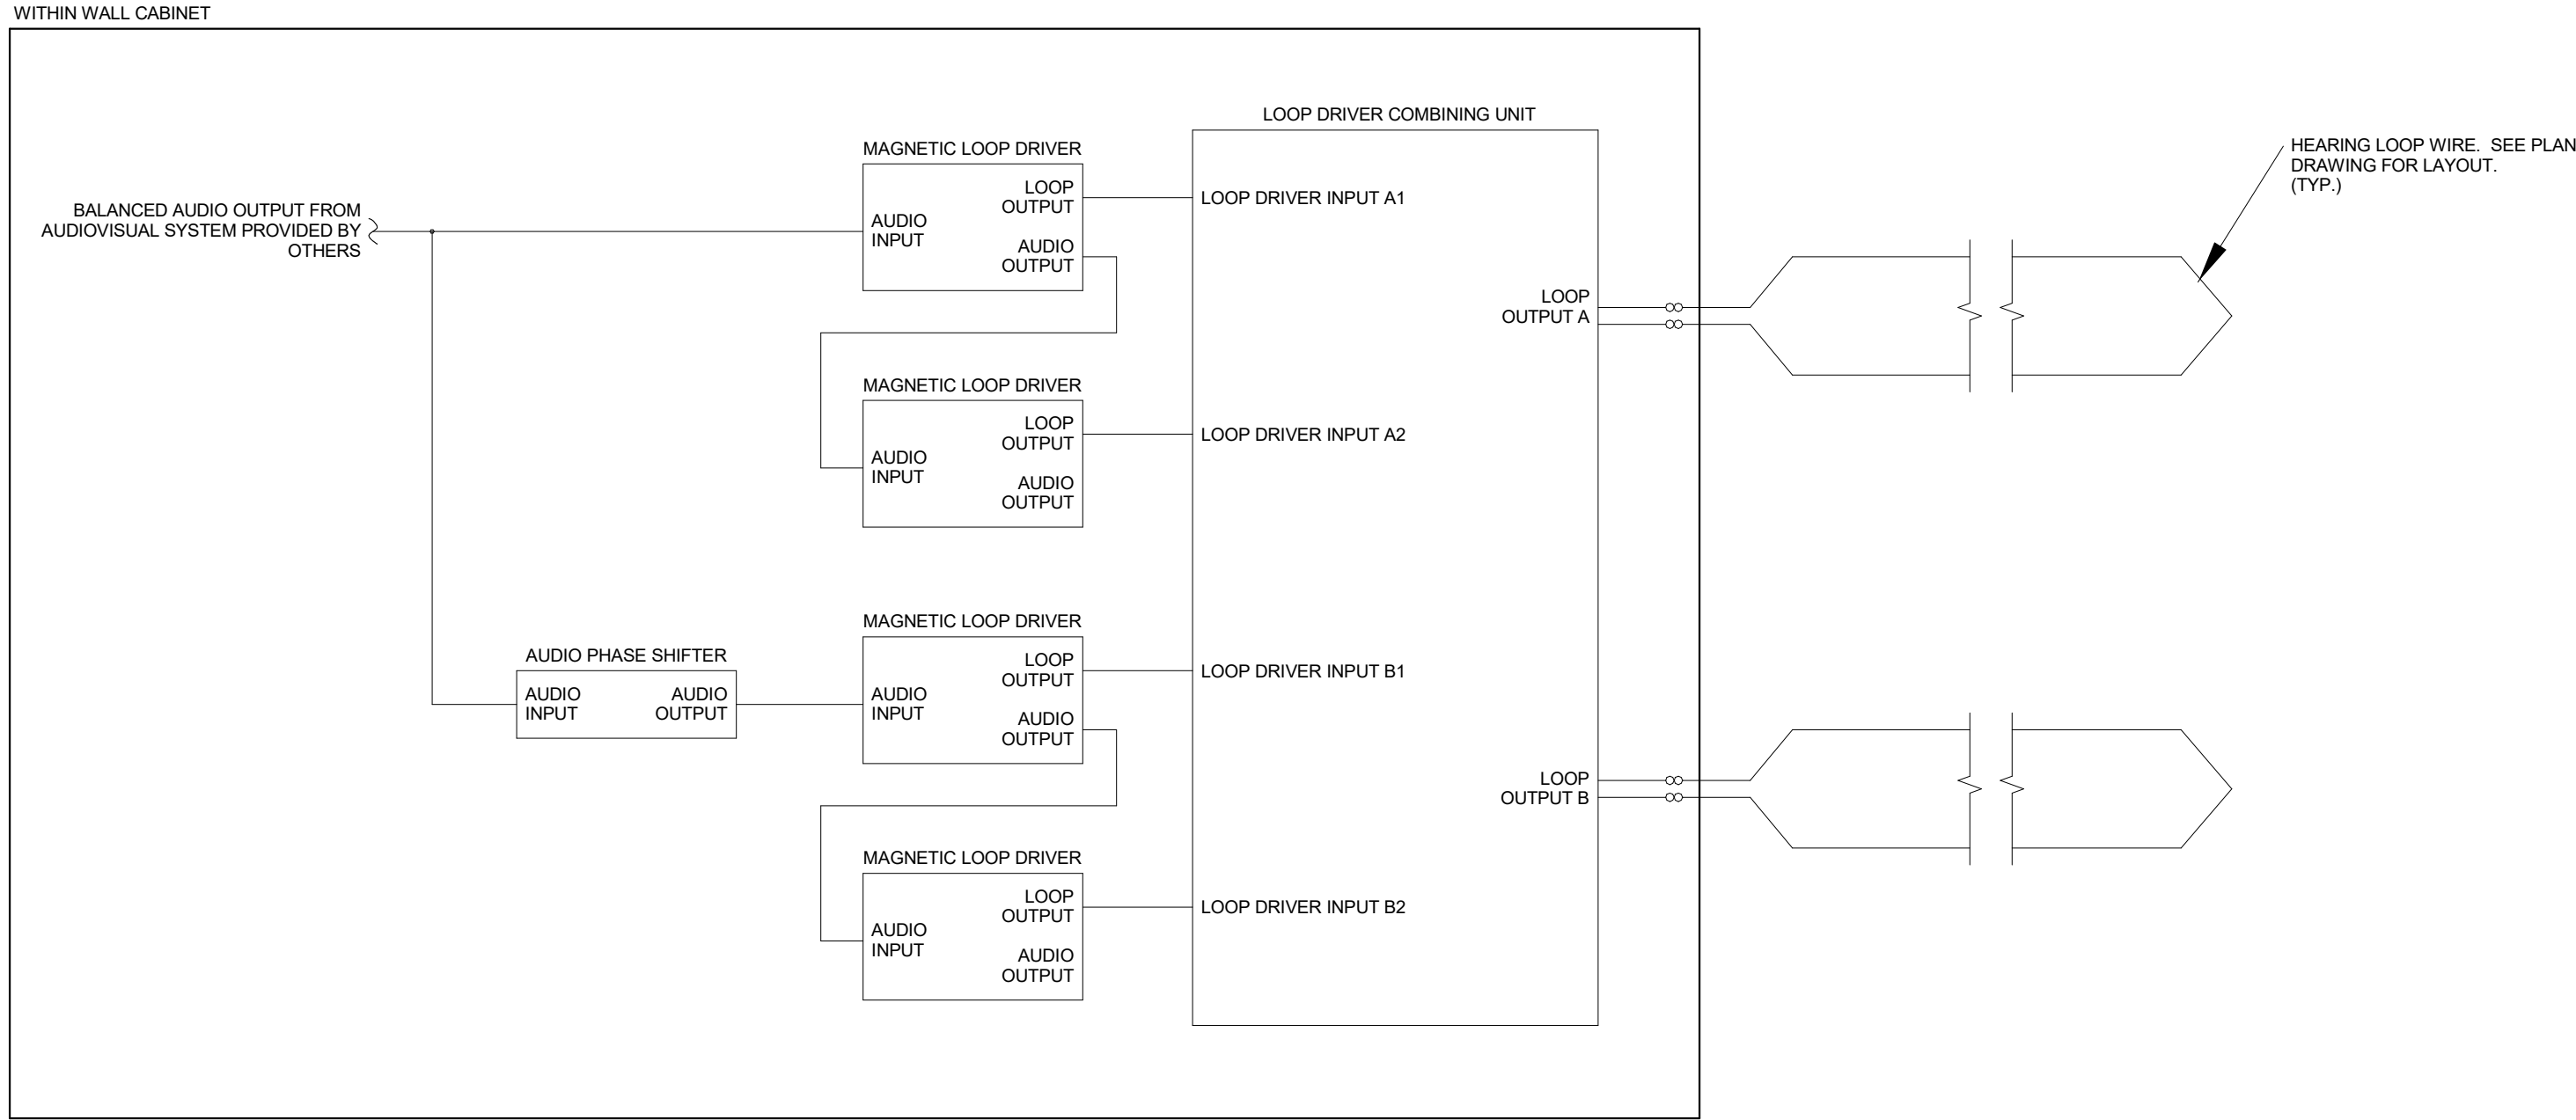 WITHIN WALL CABINET
LOOP DRIVER COMBINING UNIT
HEARING LOOP WIRE. SEE PLAN
DRAWING FOR LAYOUT.
(TYP.)
MAGNETIC LOOP DRIVER
BALANCED AUDIO OUTPUT FROM
AUDIOVISUAL SYSTEM PROVIDED BY
OTHERS
AUDIO
INPUT
LOOP
OUTPUT
AUDIO
OUTPUT
LOOP DRIVER INPUT A1
LOOP
OUTPUT A
MAGNETIC LOOP DRIVER
AUDIO
INPUT
LOOP
OUTPUT
AUDIO
OUTPUT
LOOP DRIVER INPUT A2
AUDIO PHASE SHIFTER
AUDIO
INPUT
AUDIO
OUTPUT
MAGNETIC LOOP DRIVER
AUDIO
INPUT
LOOP
OUTPUT
AUDIO
OUTPUT
LOOP DRIVER INPUT B1
LOOP
OUTPUT B
MAGNETIC LOOP DRIVER
AUDIO
INPUT
LOOP
OUTPUT
AUDIO
OUTPUT
LOOP DRIVER INPUT B2